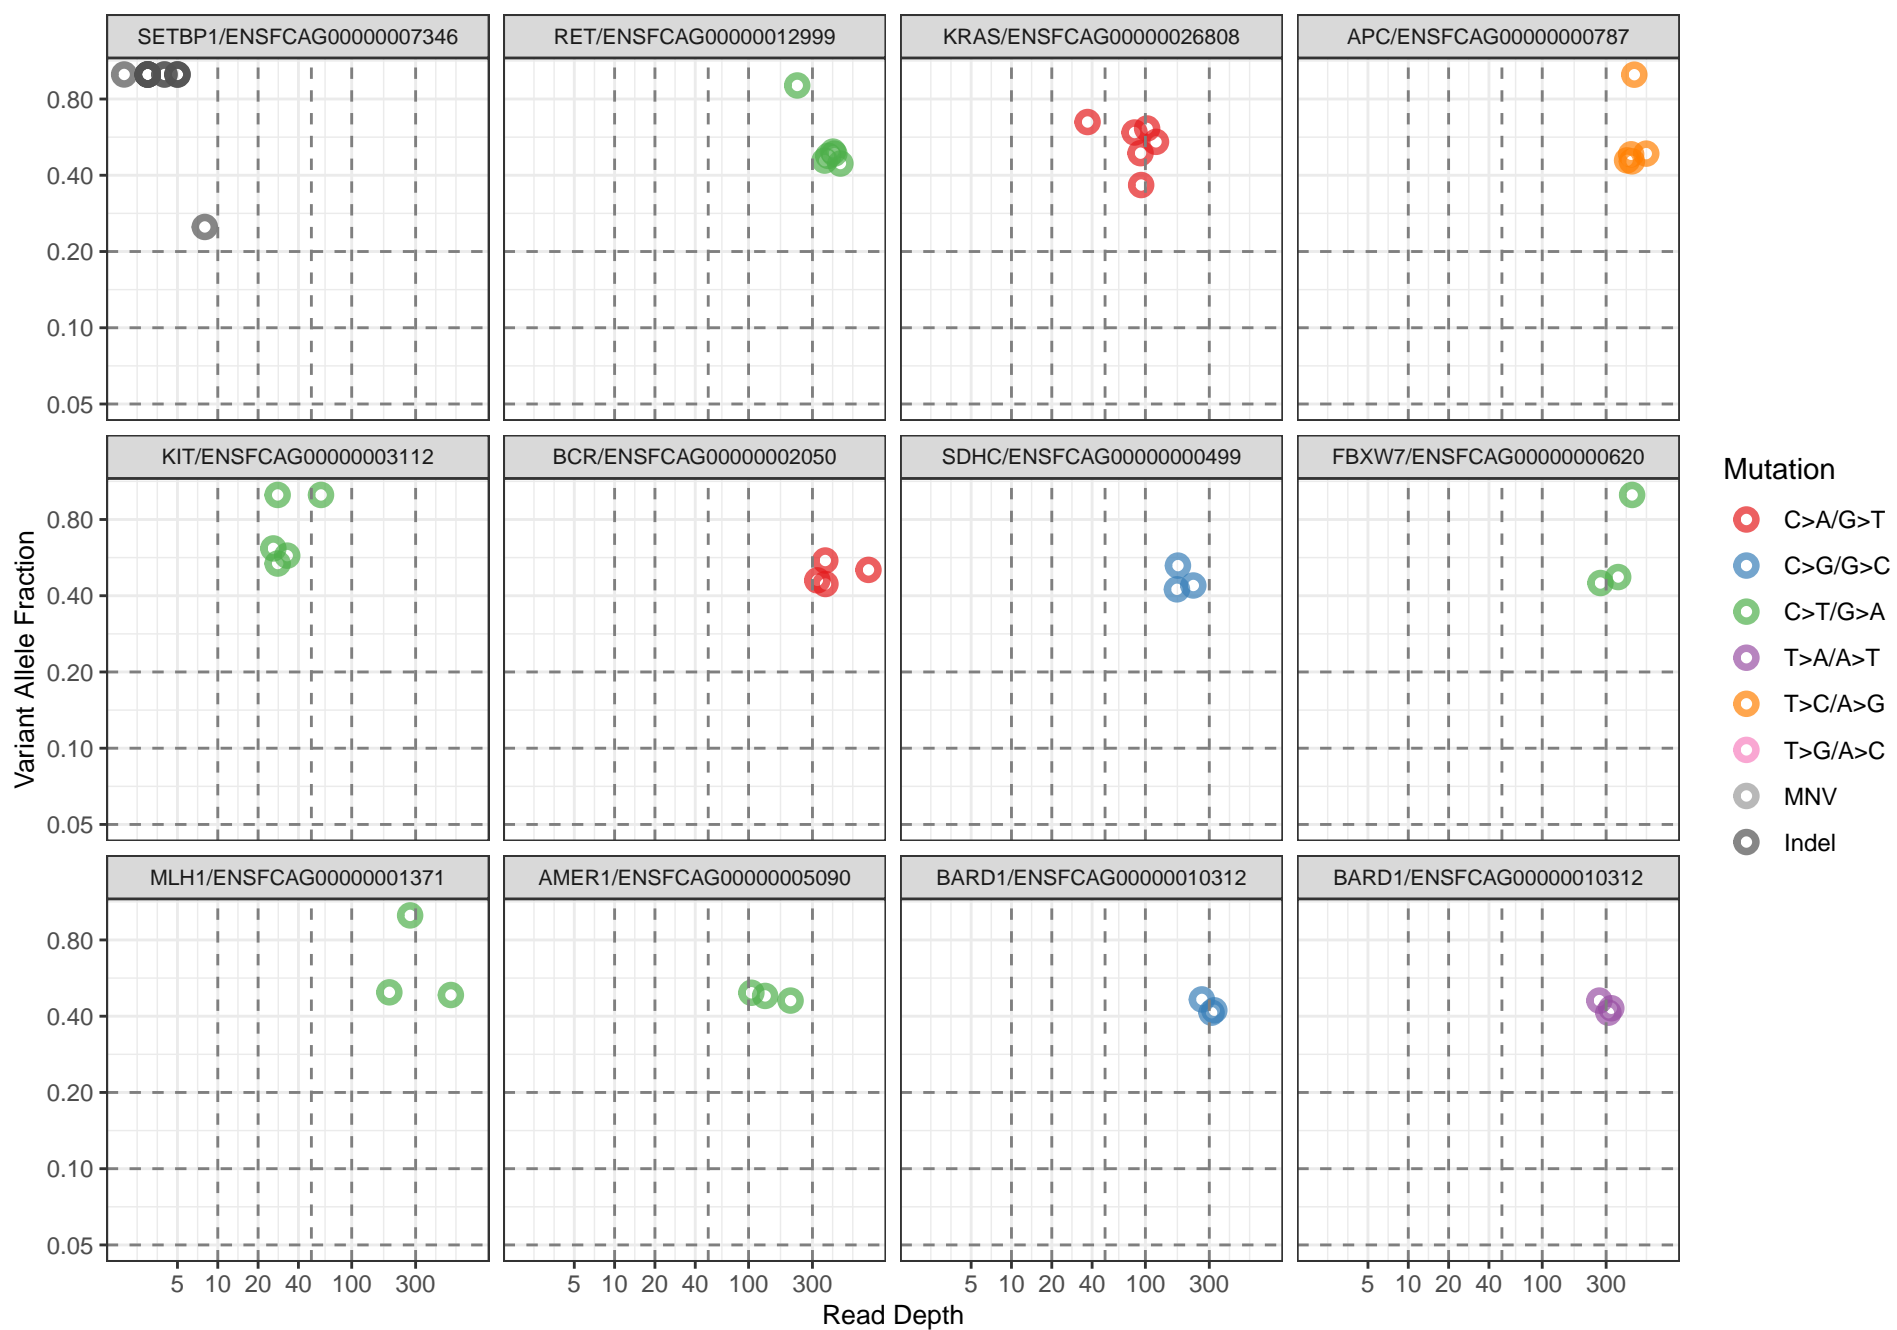 SETBP1/ENSFCAG00000007346
RET/ENSFCAG00000012999
KRAS/ENSFCAG00000026808
APC/ENSFCAG00000000787
0.80
0.40
0.20
0.10
0.05
KIT/ENSFCAG00000003112
BCR/ENSFCAG00000002050
SDHC/ENSFCAG00000000499
FBXW7/ENSFCAG00000000620
0.80
0.40
0.20
0.10
0.05
MLH1/ENSFCAG00000001371
AMER1/ENSFCAG00000005090
BARD1/ENSFCAG00000010312
BARD1/ENSFCAG00000010312
0.80
0.40
0.20
0.10
0.05
5 10 20 40 100 300
5 10 20 40 100 300
5 10 20 40 100 300
5 10 20 40 100 300
Read Depth
Variant Allele Fraction
Mutation
C>A/G>T
C>G/G>C
C>T/G>A
T>A/A>T
T>C/A>G
T>G/A>C
MNV
Indel